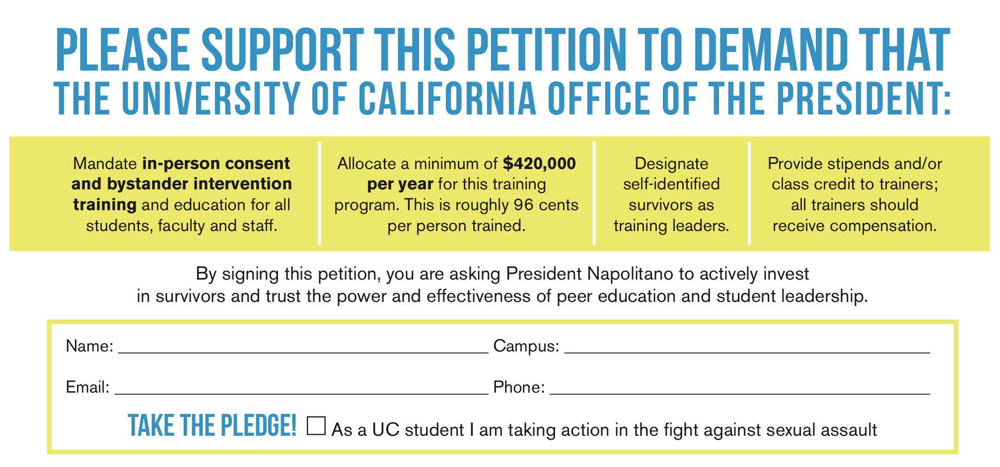 PLEASE SUPPORT THIS PETITION TO DEMAND THAT
THE UNIVERSITY OF CALIFORNIA OFFICE OF THE PRESIDENT:
Mandate in-person consent
and bystander intervention
training and education for all
students, faculty and staff.
Allocate a minimum of $420,000
per year for this training
program. This is roughly 96 cents
per person trained.
Designate
self-identified
survivors as
training leaders.
Provide stipends and/or
class credit to trainers;
all trainers should
receive compensation.
By signing this petition, you are asking President Napolitano to actively invest
in survivors and trust the power and effectiveness of peer education and student leadership.
Name: Campus:
Email: Phone:
TAKE THE PLEDGE! As a UC student I am taking action in the fight against sexual assault